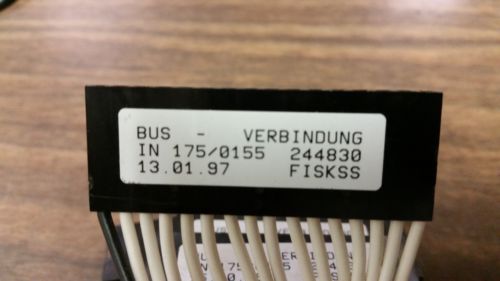 BUS - VERBINDUNG
IN 175/0155 244830
13.01.97 FISKSS